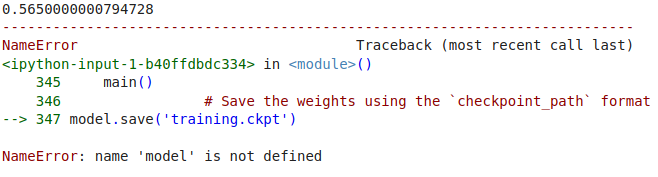 0.5650000000794728
---------------------------------------------------------------------------
NameError                                 Traceback (most recent call last)
<ipython-input-1-b40ffdbdc334> in <module>()
    345     main()
    346                 # Save the weights using the `checkpoint_path` format
--> 347 model.save('training.ckpt')
NameError: name 'model' is not defined